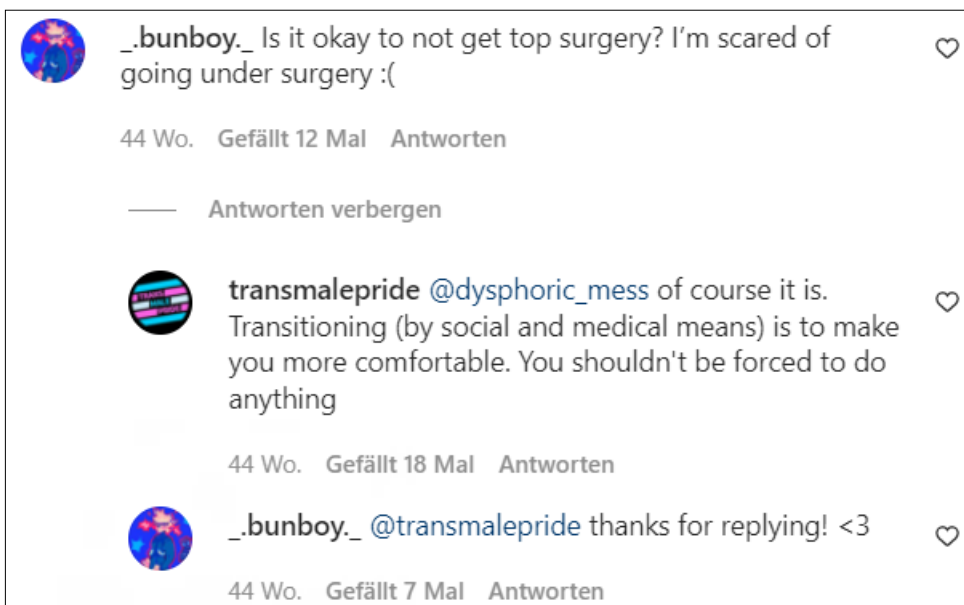 _.bunboy._ Is it okay to not get top surgery? I'm scared of
going under surgery :(
44 Wo. Gefällt 12 Mal Antworten
Antworten verbergen
TRANS
MALE
PRIDE
transmalepride @dysphoric_mess of course it is.
Transitioning (by social and medical means) is to make
you more comfortable. You shouldn't be forced to do
anything
44 Wo. Gefällt 18 Mal Antworten
_.bunboy._ @transmalepride thanks for replying! <3
44 Wo. Gefällt 7 Mal Antworten